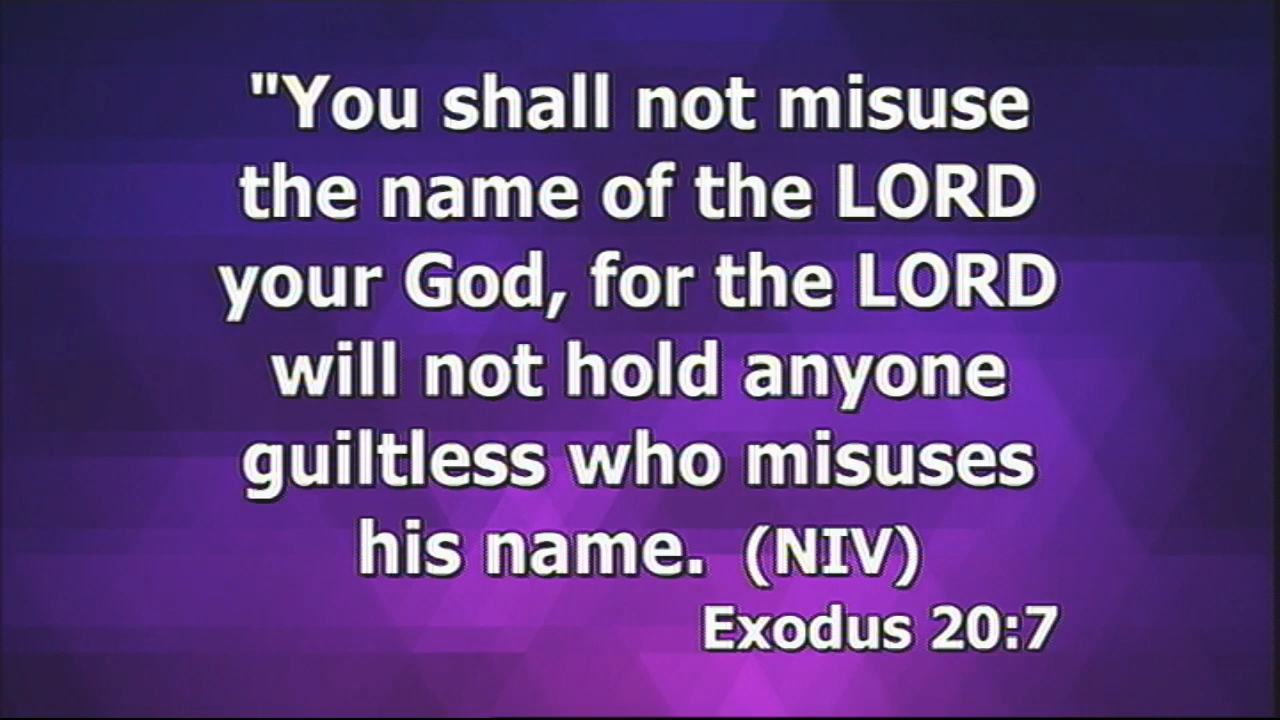 "You shall not misuse
the name of the LORD
your God, for the LORD
will not hold anyone
guiltless who misuses
his name.  (NIV)
Exodus 20:7